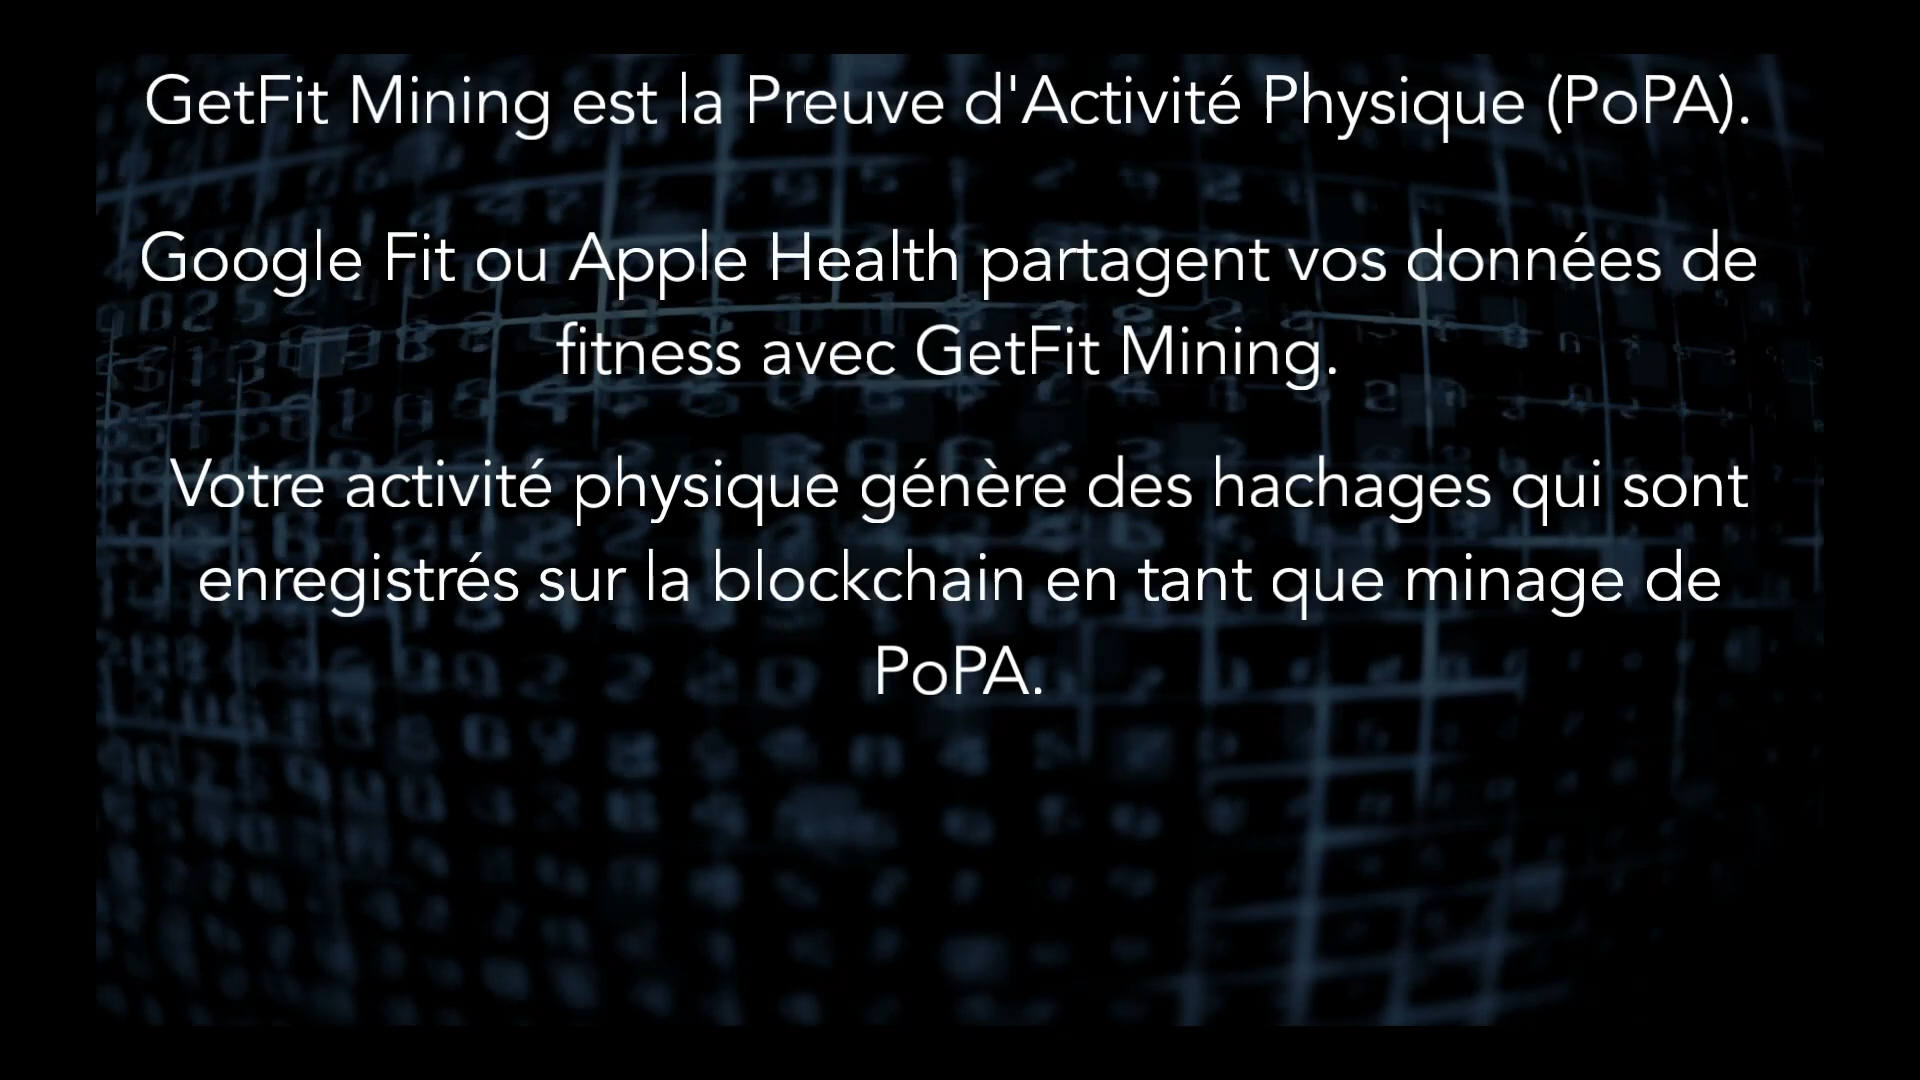 GetFit Mining est la Preuve d'Activité Physique (PoPA).
Google Fit ou Apple Health partagent vos données de
fitness avec GetFit Mining.
Votre activité physique génère des hachages qui sont
enregistrés sur la blockchain en tant que minage de
PoPA.